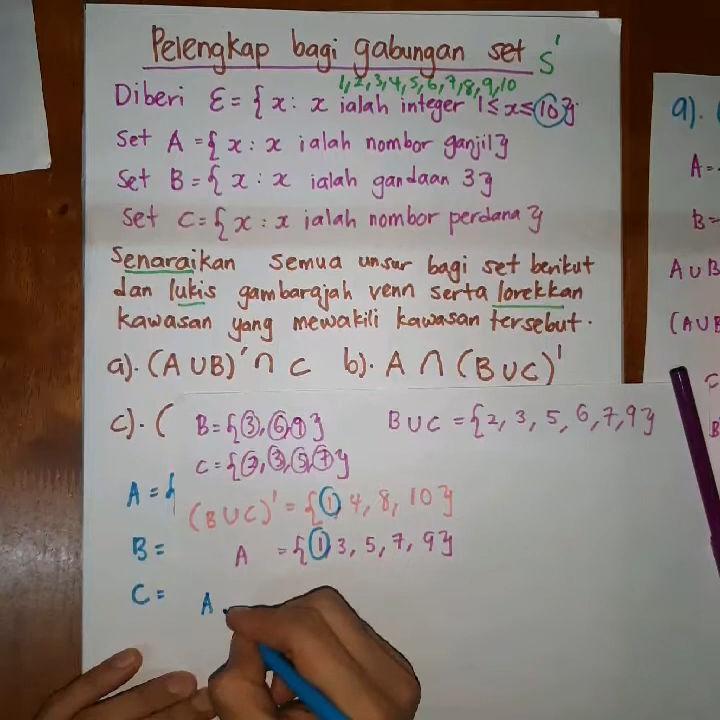 Pelengkap bagi gabungan set S'
1, 2, 3, 4, 5, 6, 7, 8, 9, 10
Diberi ε = { x : x ialah integer 1 ≤ x ≤ 10 }
Set A = { x : x ialah nombor ganjil }
Set B = { x : x ialah gandaan 3 }
Set C = { x : x ialah nombor perdana }
Senaraikan semua unsur bagi set berikut
dan lukis gambarajah venn serta lorekkan
kawasan yang mewakili kawasan tersebut.
a). (A ∪ B)' ∩ C b). A ∩ (B ∪ C)'
c). (
A = {
B =
C =
B = {3, 6, 9}
B ∪ C = {2, 3, 5, 6, 7, 9}
C = {2, 3, 5, 7}
(B ∪ C)' = {1, 4, 8, 10}
A = {1, 3, 5, 7, 9}
A
a).
A =
B =
A ∪ B
(A ∪ B
C
B